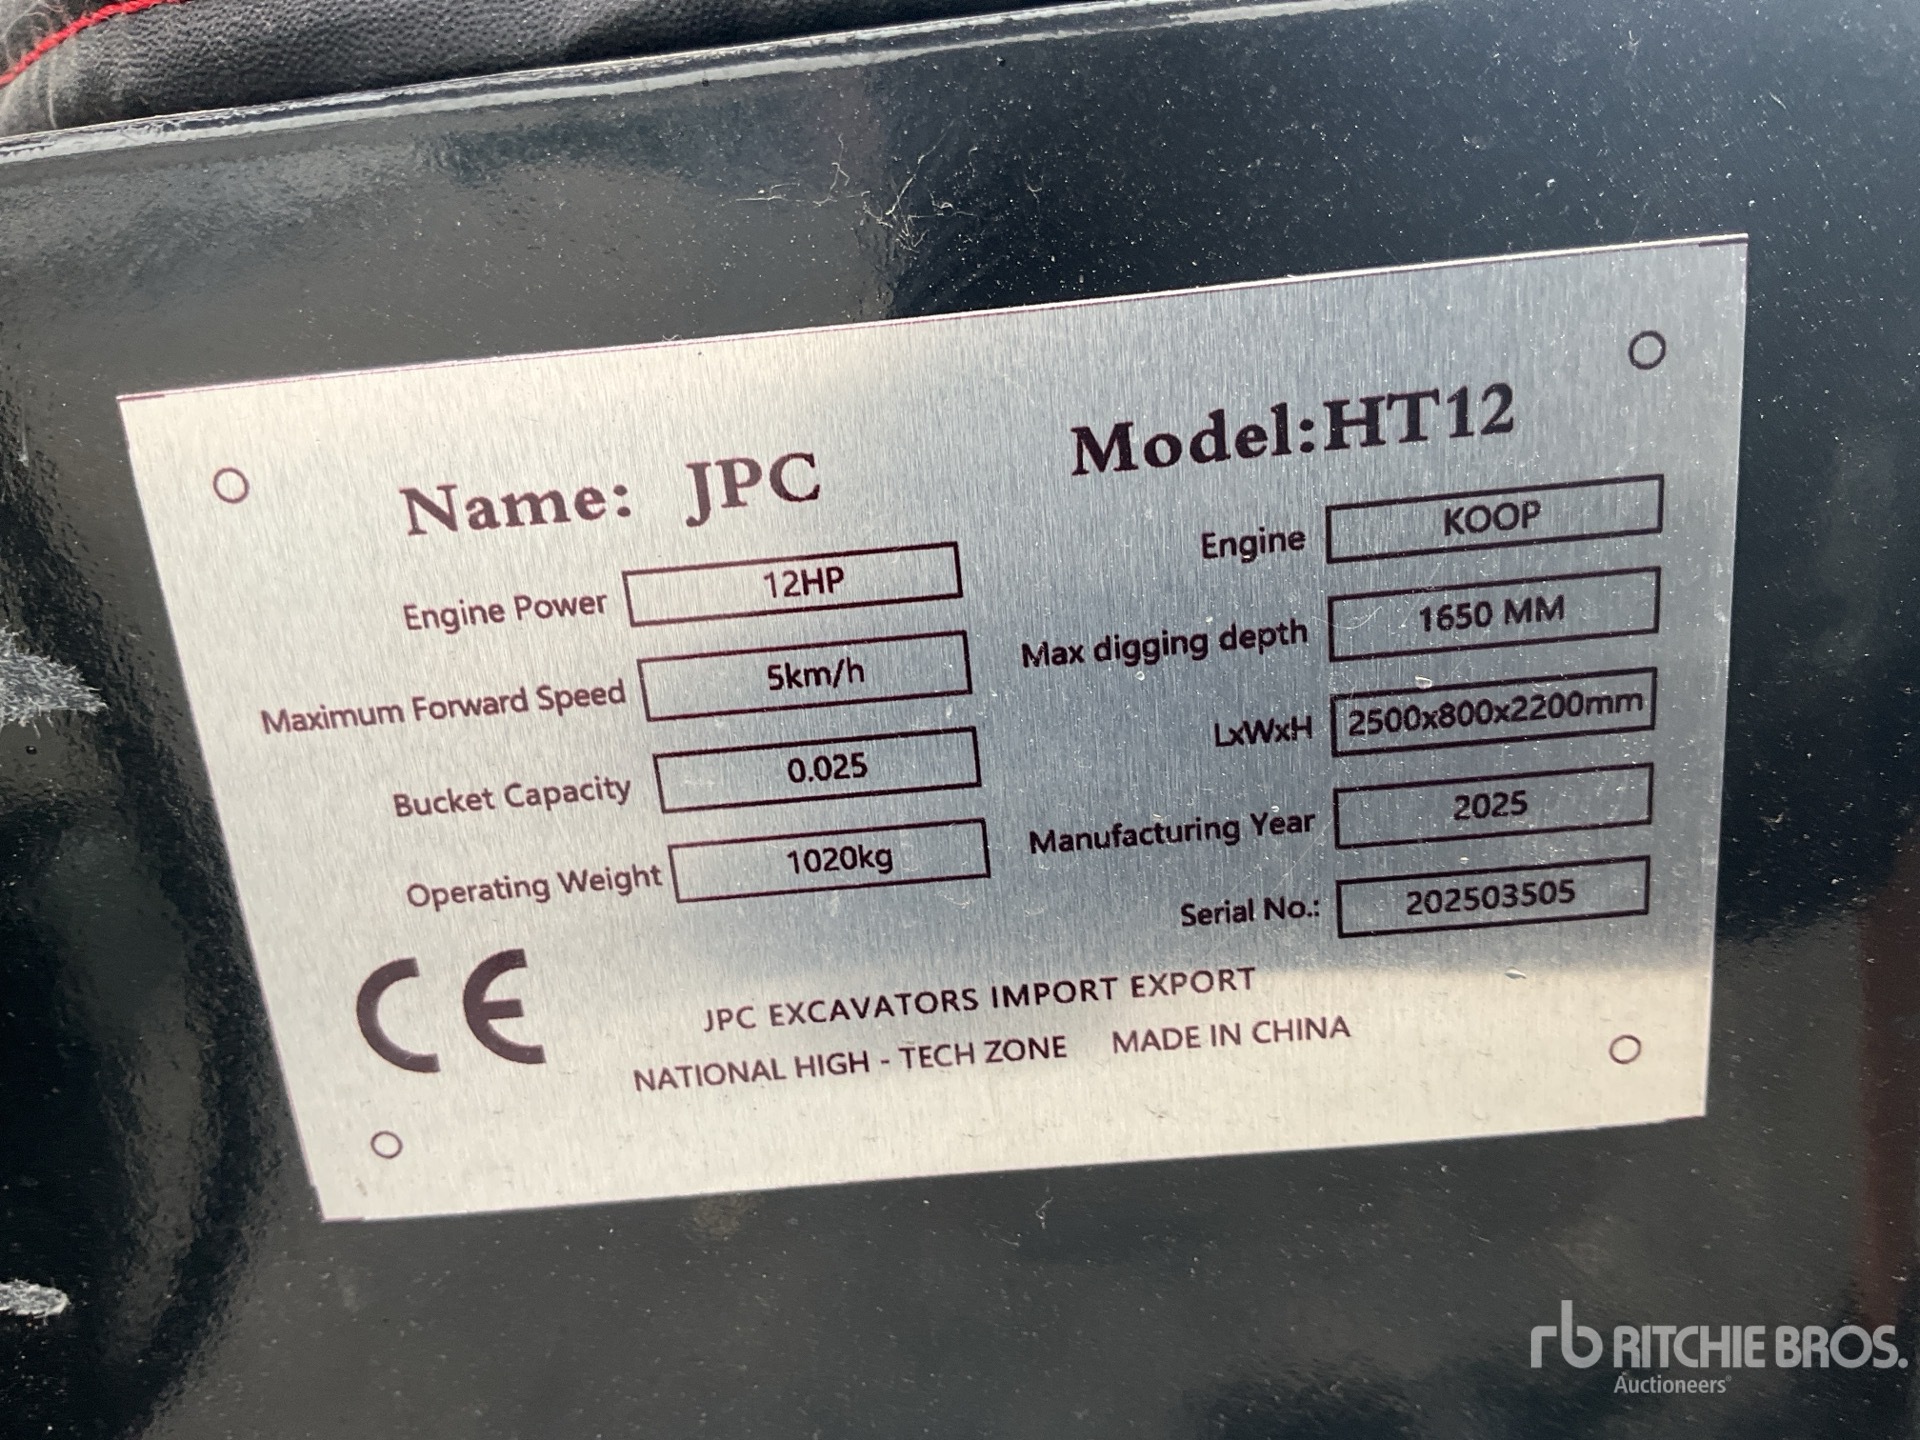 Name: JPC
Model:HT12
Engine Power 12HP
Maximum Forward Speed 5km/h
Bucket Capacity 0.025
Operating Weight 1020kg
Engine KOOP
Max digging depth 1650 MM
LxWxH 2500x800x2200mm
Manufacturing Year 2025
Serial No.: 202503505
CE
JPC EXCAVATORS IMPORT EXPORT
NATIONAL HIGH - TECH ZONE MADE IN CHINA
rb RITCHIE BROS.
Auctioneers